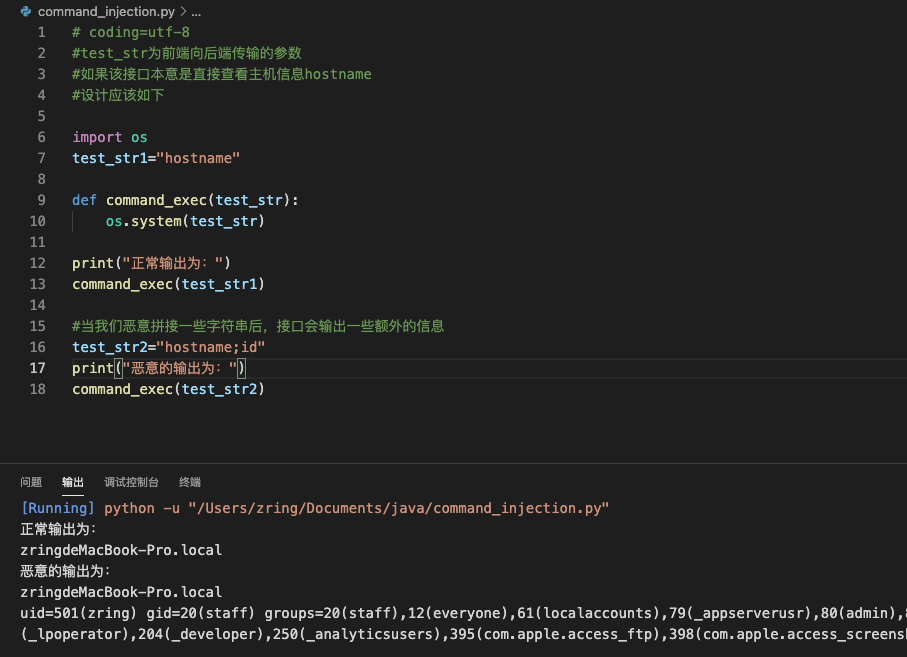 command_injection.py > ...
1 # coding=utf-8
2 #test_str为前端向后端传输的参数
3 #如果该接口本意是直接查看主机信息hostname
4 #设计应该如下
5
6 import os
7 test_str1="hostname"
8
9 def command_exec(test_str):
10     os.system(test_str)
11
12 print("正常输出为：")
13 command_exec(test_str1)
14
15 #当我们恶意拼接一些字符串后，接口会输出一些额外的信息
16 test_str2="hostname;id"
17 print("恶意的输出为：")
18 command_exec(test_str2)
问题 输出 调试控制台 终端
[Running] python -u "/Users/zring/Documents/java/command_injection.py"
正常输出为：
zringdeMacBook-Pro.local
恶意的输出为：
zringdeMacBook-Pro.local
uid=501(zring) gid=20(staff) groups=20(staff),12(everyone),61(localaccounts),79(_appserverusr),80(admin),
(_lpoperator),204(_developer),250(_analyticsusers),395(com.apple.access_ftp),398(com.apple.access_screens